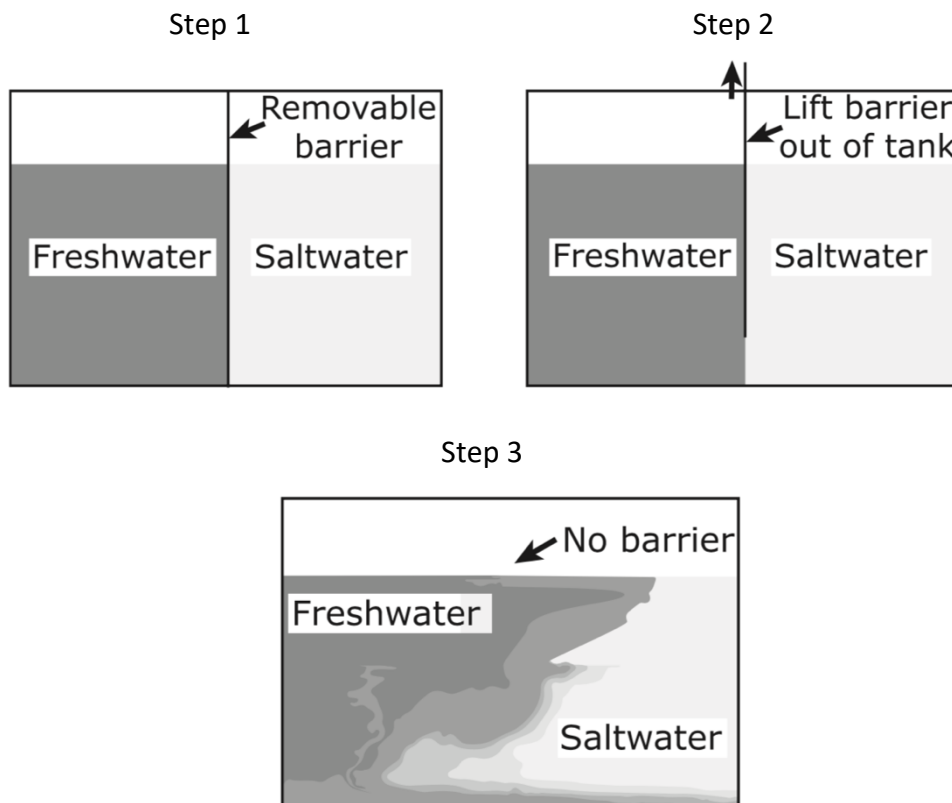 Step 1
Removable
barrier
Freshwater
Saltwater
Step 2
Lift barrier
out of tank
Freshwater
Saltwater
Step 3
No barrier
Freshwater
Saltwater